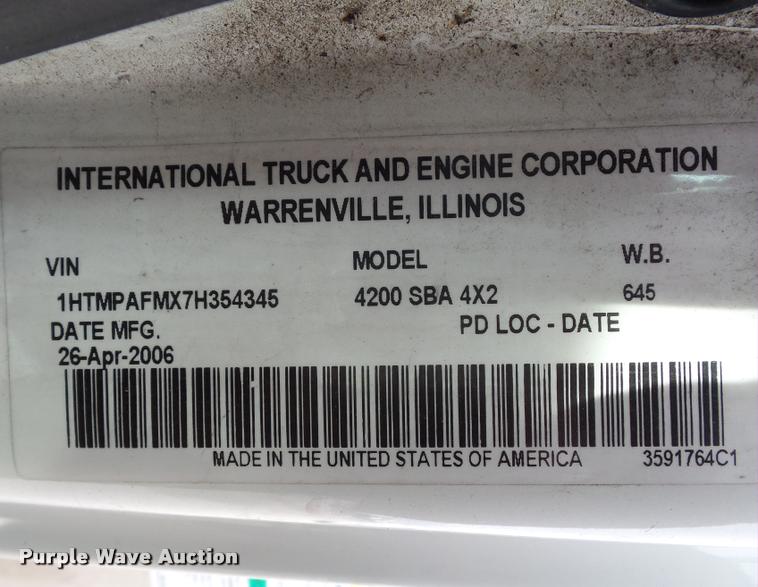 INTERNATIONAL TRUCK AND ENGINE CORPORATION
WARRENVILLE, ILLINOIS
VIN MODEL W.B.
1HTMPAFMX7H354345 4200 SBA 4X2 645
DATE MFG. PD LOC - DATE
26-Apr-2006
MADE IN THE UNITED STATES OF AMERICA 3591764C1
Purple Wave Auction